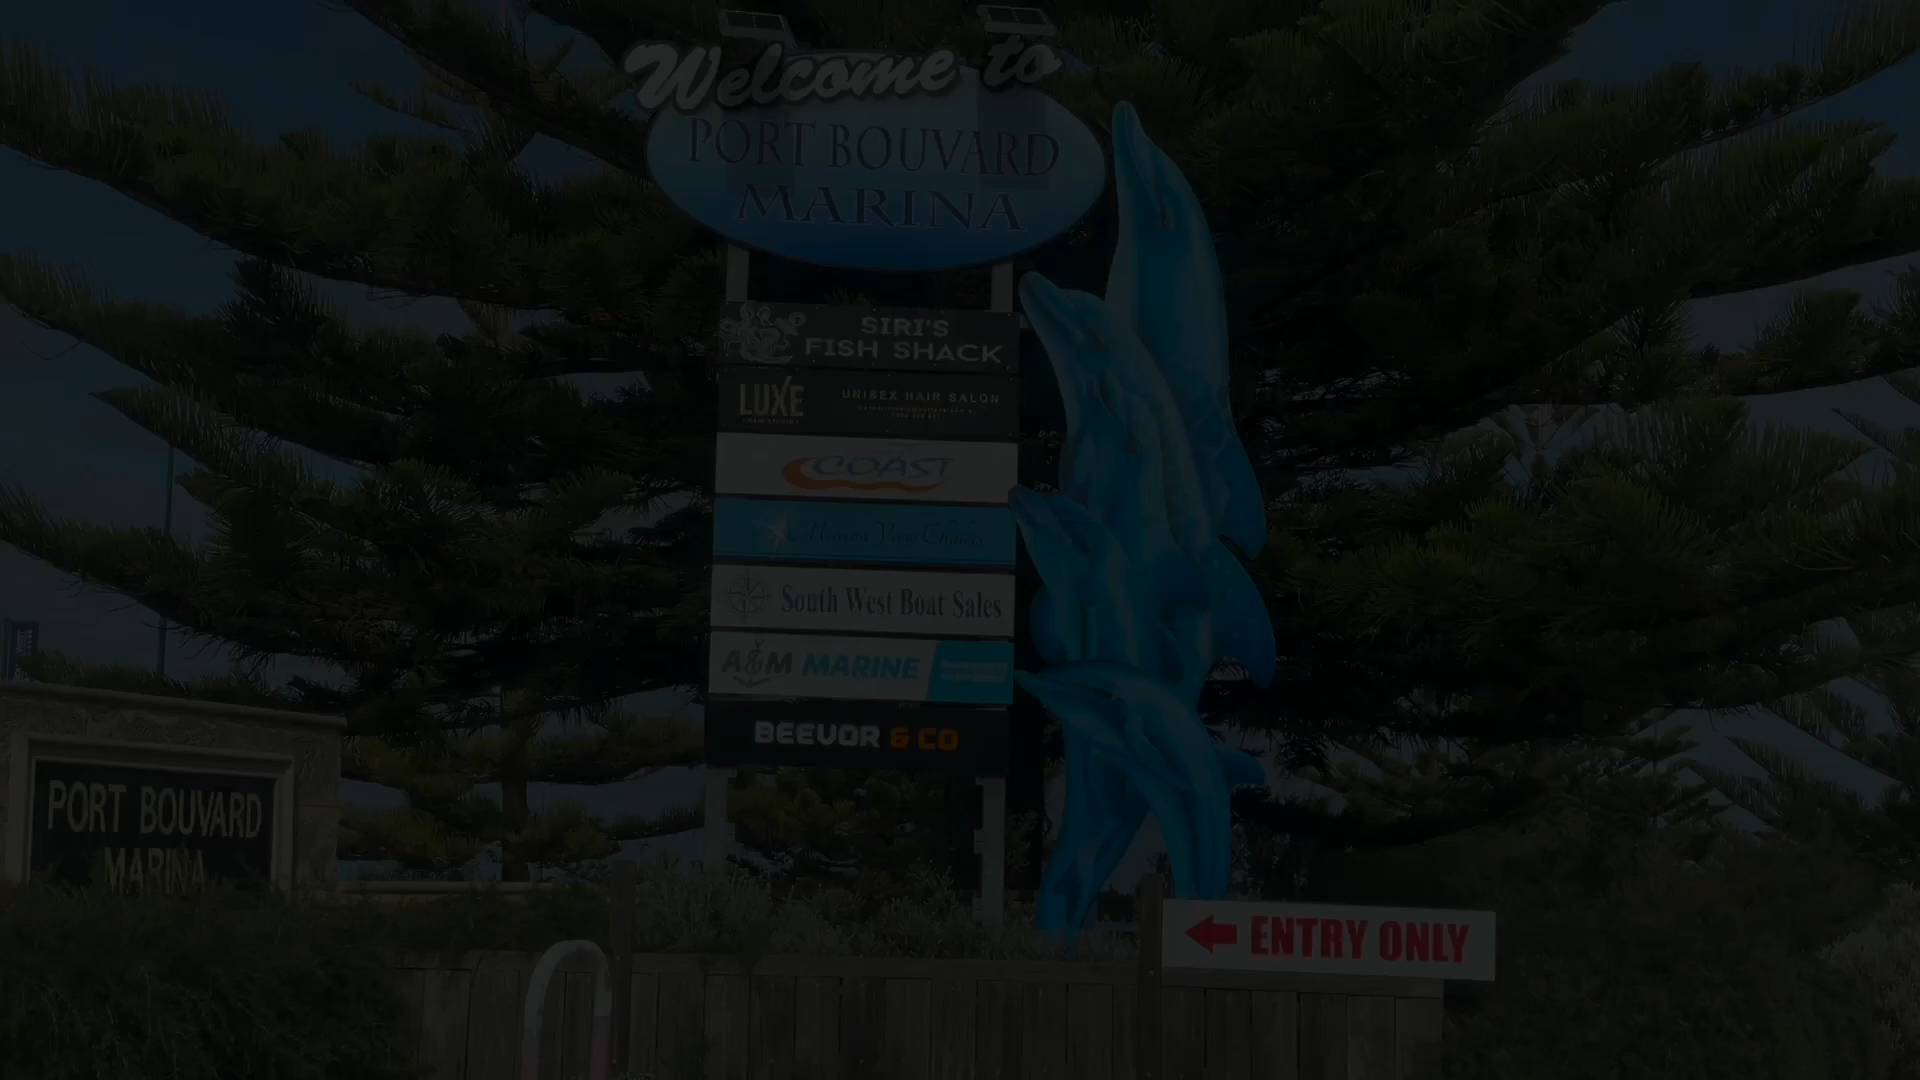 Welcome to
PORT BOUVARD
MARINA
SIRI'S
FISH SHACK
LUXE
UNISEX HAIR SALON
COAST
South West Boat Sales
A&M MARINE
BEEVOR & CO
PORT BOUVARD
MARINA
ENTRY ONLY